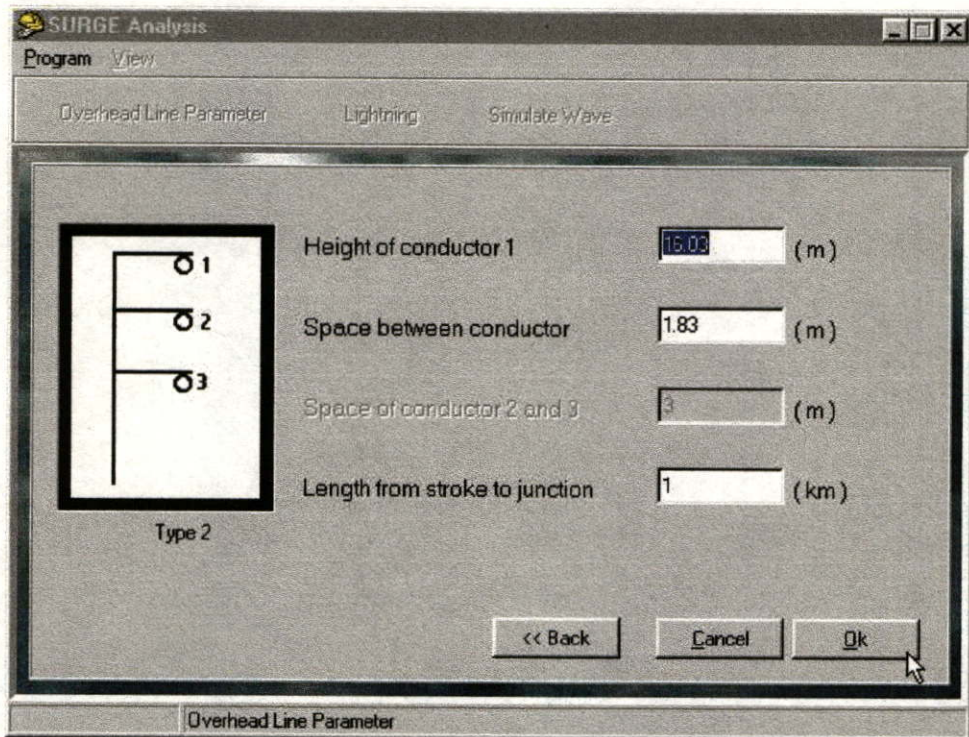 SURGE Analysis
Program View
Overhead Line Parameter Lightning Simulate Wave
Height of conductor 1 16.03 (m)
1
Space between conductor 1.83 (m)
2
3
Space of conductor 2 and 3 3 (m)
Length from stroke to junction 1 (km)
Type 2
<< Back Cancel Ok
Overhead Line Parameter